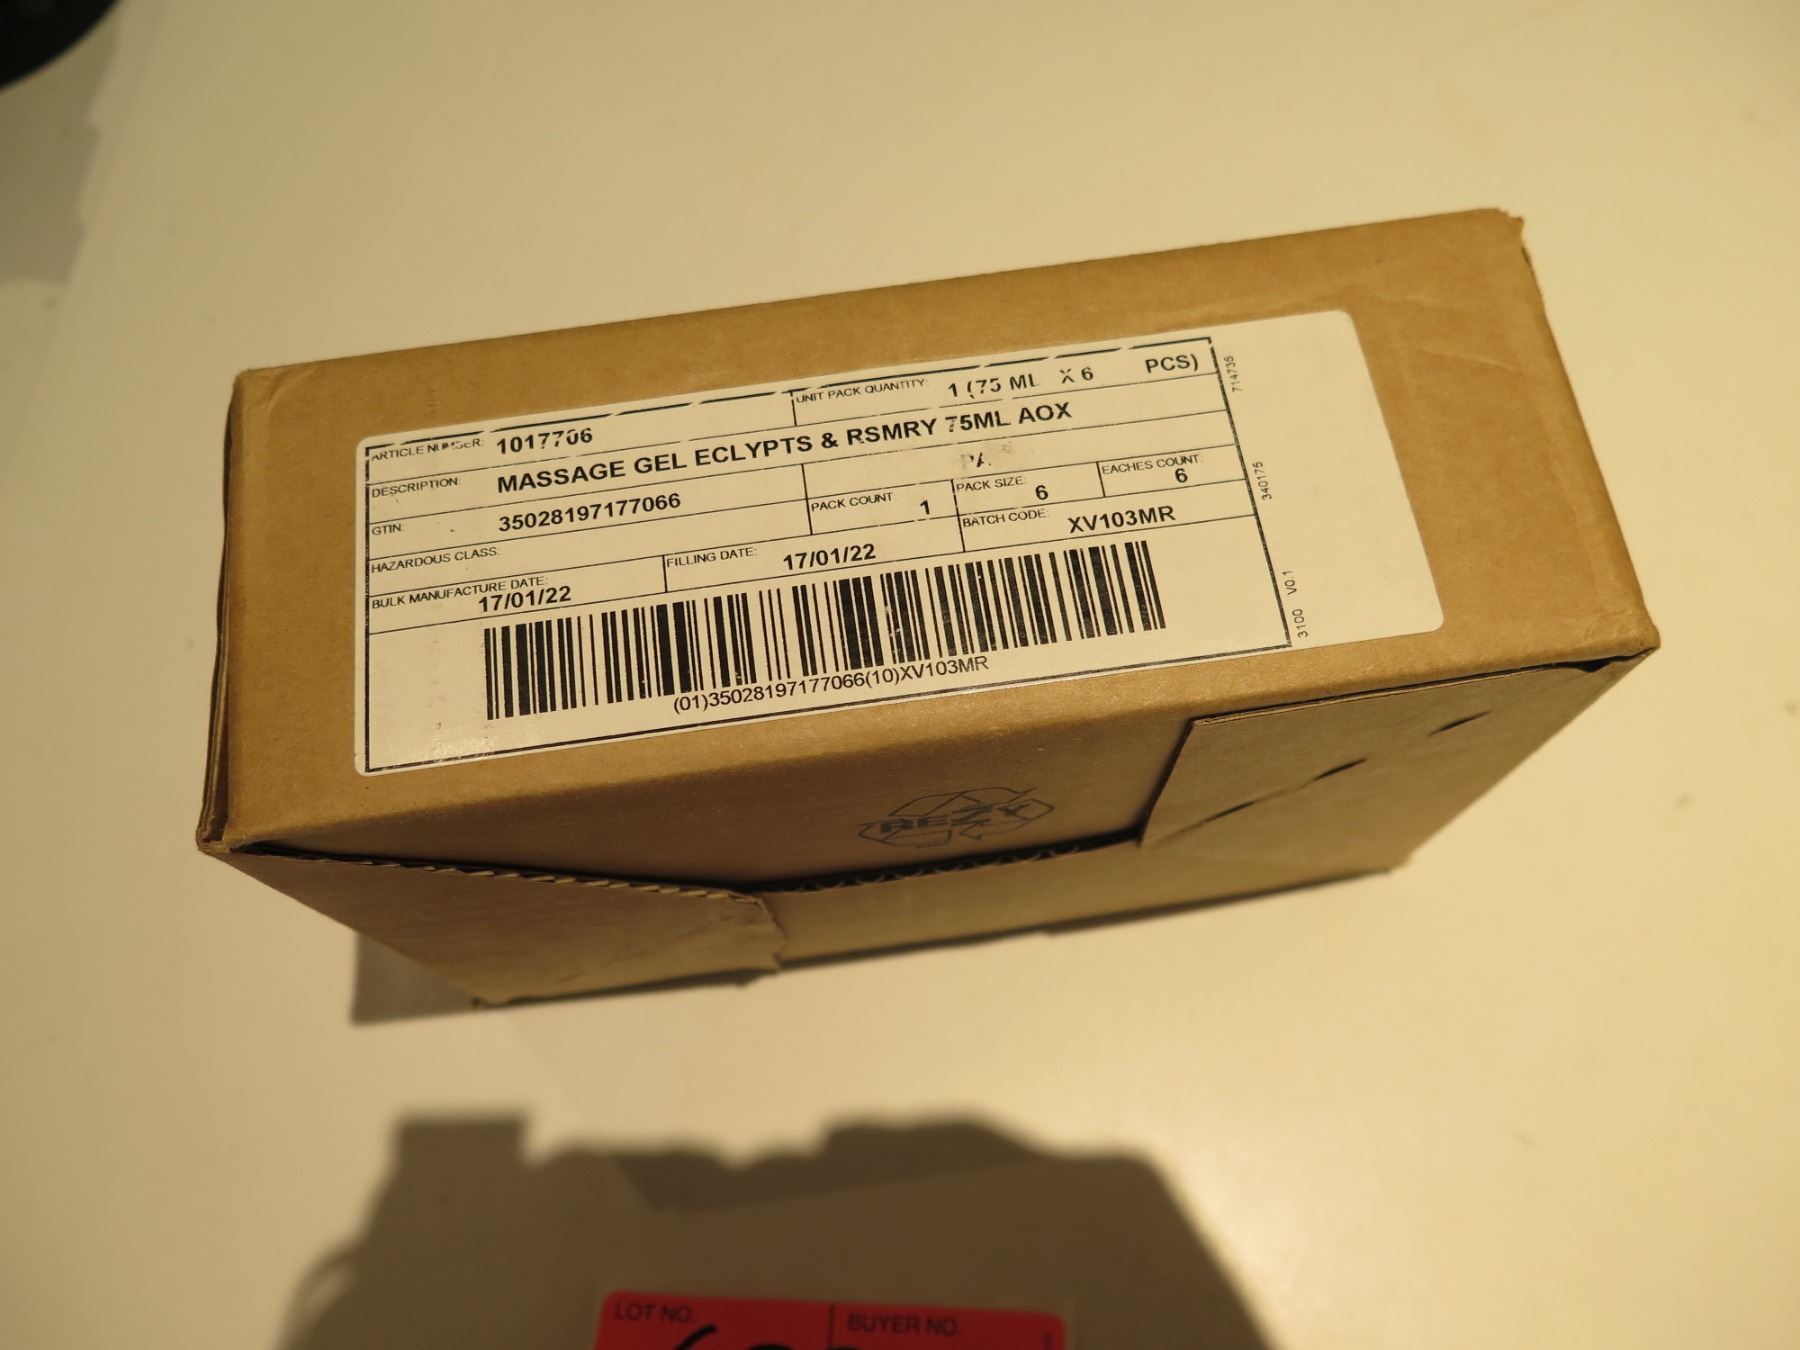 ARTICLE NUMBER: 1017706 UNIT PACK QUANTITY: 1 (75 ML X 6 PCS)
DESCRIPTION: MASSAGE GEL ECLYPTS & RSMRY 75ML AOX
GTIN: 35028197177066
HAZARDOUS CLASS: PACK COUNT 1 PACK SIZE: 6 EACHES COUNT: 6
BULK MANUFACTURE DATE: 17/01/22 FILLING DATE: 17/01/22 BATCH CODE: XV103MR
(01)35028197177066(10)XV103MR
714735
340175
3100 V0.1
REZY
LOT NO. BUYER NO.